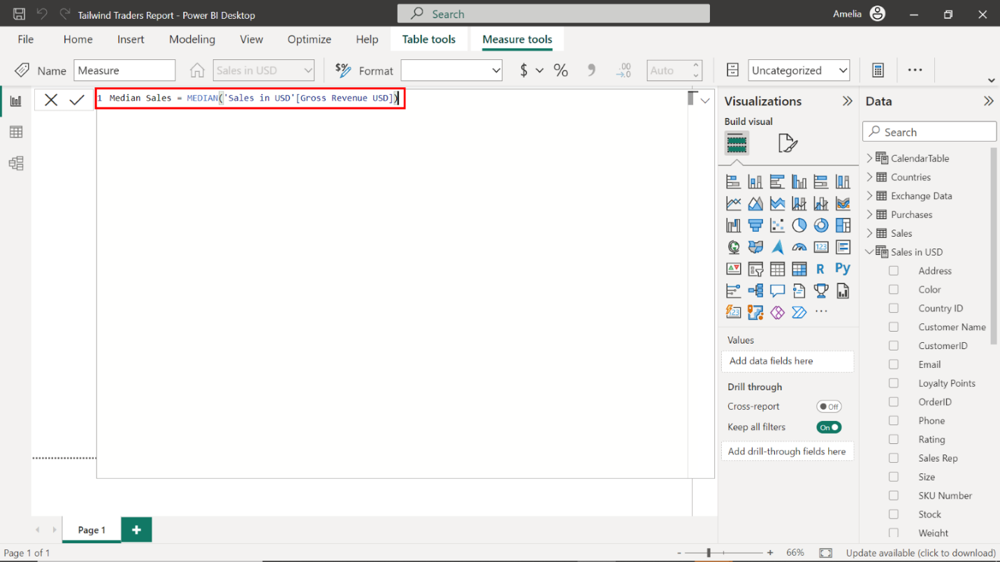 Tailwind Traders Report - Power BI Desktop
Search
Amelia
File Home Insert Modeling View Optimize Help Table tools Measure tools
Name Measure Sales in USD $% Format $ % .00 →.0 Auto Uncategorized
1 Median Sales = MEDIAN('Sales in USD'[Gross Revenue USD])
Visualizations
Build visual
123
R
Py
123
Values
Add data fields here
Drill through
Cross-report Off
Keep all filters On
Add drill-through fields here
Data
Search
CalendarTable
Countries
Exchange Data
Purchases
Sales
Sales in USD
Address
Color
Country ID
Customer Name
CustomerID
Email
Loyalty Points
OrderID
Phone
Rating
Sales Rep
Size
SKU Number
Stock
Weight
Page 1
Page 1 of 1
- + 66% Update available (click to download)